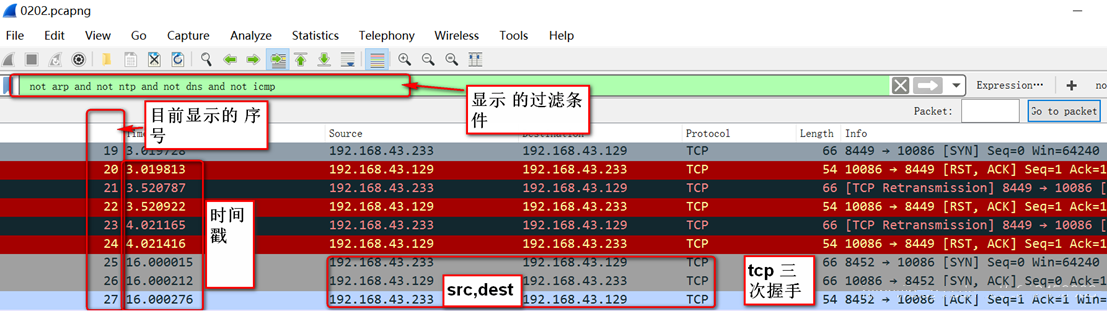 0202.pcapng
File Edit View Go Capture Analyze Statistics Telephony Wireless Tools Help
not arp and not ntp and not dns and not icmp
Expression…
+
no
目前显示的 序
号
显示 的过滤条
件
Packet:
Go to packet
Source Destination Protocol Length Info
19 3.019728 192.168.43.233 192.168.43.129 TCP 66 8449 → 10086 [SYN] Seq=0 Win=64240
20 3.019813 192.168.43.129 192.168.43.233 TCP 54 10086 → 8449 [RST, ACK] Seq=1 Ack=1
21 3.520787 192.168.43.233 192.168.43.129 TCP 66 [TCP Retransmission] 8449 → 10086 [
22 3.520922 192.168.43.129 192.168.43.233 TCP 54 10086 → 8449 [RST, ACK] Seq=1 Ack=1
23 4.021165 192.168.43.233 192.168.43.129 TCP 66 [TCP Retransmission] 8449 → 10086 [
24 4.021416 192.168.43.129 192.168.43.233 TCP 54 10086 → 8449 [RST, ACK] Seq=1 Ack=1
25 16.000015 192.168.43.233 192.168.43.129 TCP 66 8452 → 10086 [SYN] Seq=0 Win=64240
26 16.000212 192.168.43.129 192.168.43.233 TCP 66 10086 → 8452 [SYN, ACK] Seq=0 Ack=1
27 16.000276 192.168.43.233 192.168.43.129 TCP 54 8452 → 10086 [ACK] Seq=1 Ack=1 Win=
时间
戳
src,dest
tcp 三
次握手